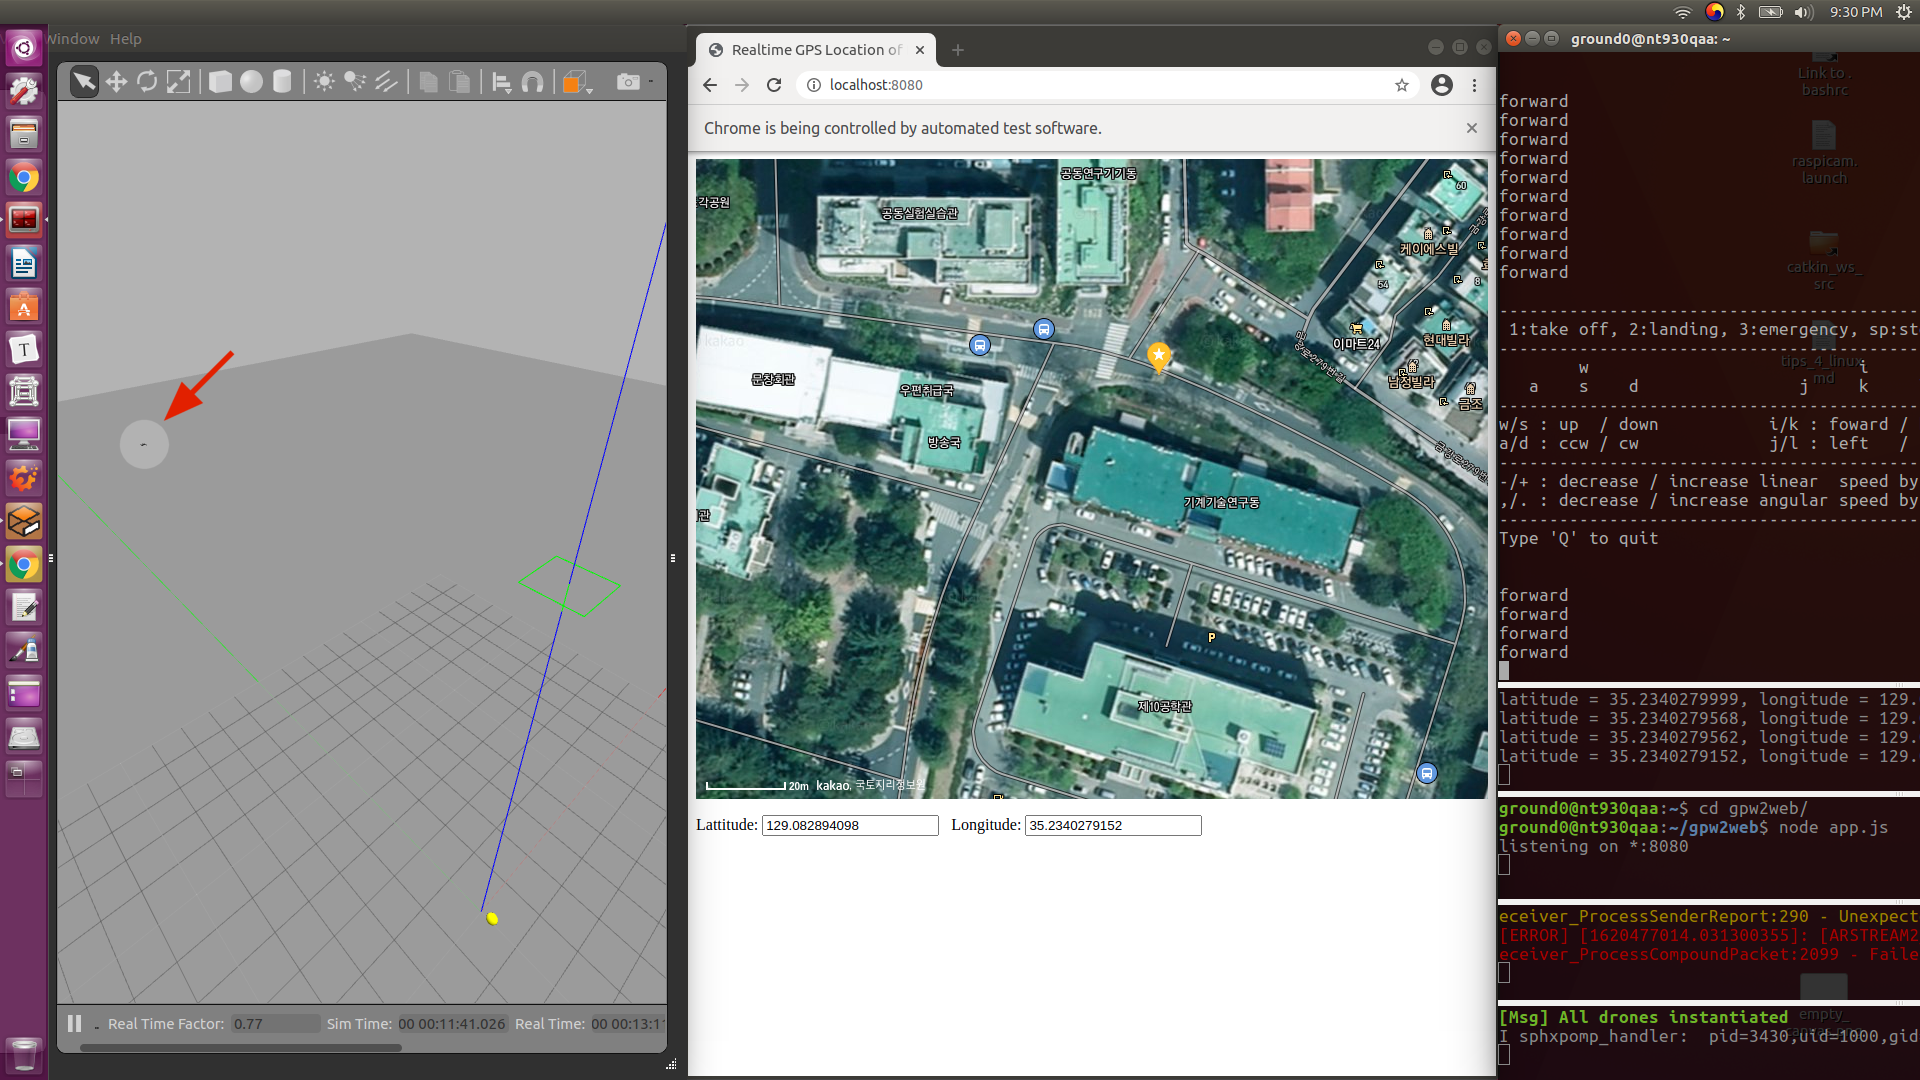 9:30 PM
Window Help
Real Time Factor: 0.77 Sim Time: 00 00:11:41.026 Real Time: 00 00:13:1
Realtime GPS Location of
localhost:8080
Chrome is being controlled by automated test software.
공동연구기기동
각공원
공동실험실습관
60
케이에스빌
54
8
이마트24
현대빌라
kakao
문창회관
우편취급국
남정빌라
금조
방송국
기계기술연구동
P
제10공학관
20m kakao. 국토지리정보원
Lattitude: 129.082894098 Longitude: 35.2340279152
ground0@nt930qaa: ~
Link to .
bashrc
raspicam.
launch
catkin_ws_
src
tips_4_linux.
md
forward
forward
forward
forward
forward
forward
forward
forward
forward
forward
1:take off, 2:landing, 3:emergency, sp:st
w i
a s d j k
w/s : up / down i/k : foward /
a/d : ccw / cw j/l : left /
-/+ : decrease / increase linear speed by
,/. : decrease / increase angular speed by
Type 'Q' to quit
forward
forward
forward
forward
latitude = 35.2340279999, longitude = 129.
latitude = 35.2340279568, longitude = 129.
latitude = 35.2340279562, longitude = 129.
latitude = 35.2340279152, longitude = 129.
ground0@nt930qaa:~$ cd gpw2web/
ground0@nt930qaa:~/gpw2web$ node app.js
listening on *:8080
eceiver_ProcessSenderReport:290 - Unexpect
[ERROR] [1620477014.031300355]: [ARSTREAM2
eceiver_ProcessCompoundPacket:2099 - Faile
[Msg] All drones instantiated
I sphxpomp_handler: pid=3430,uid=1000,gid
empty_